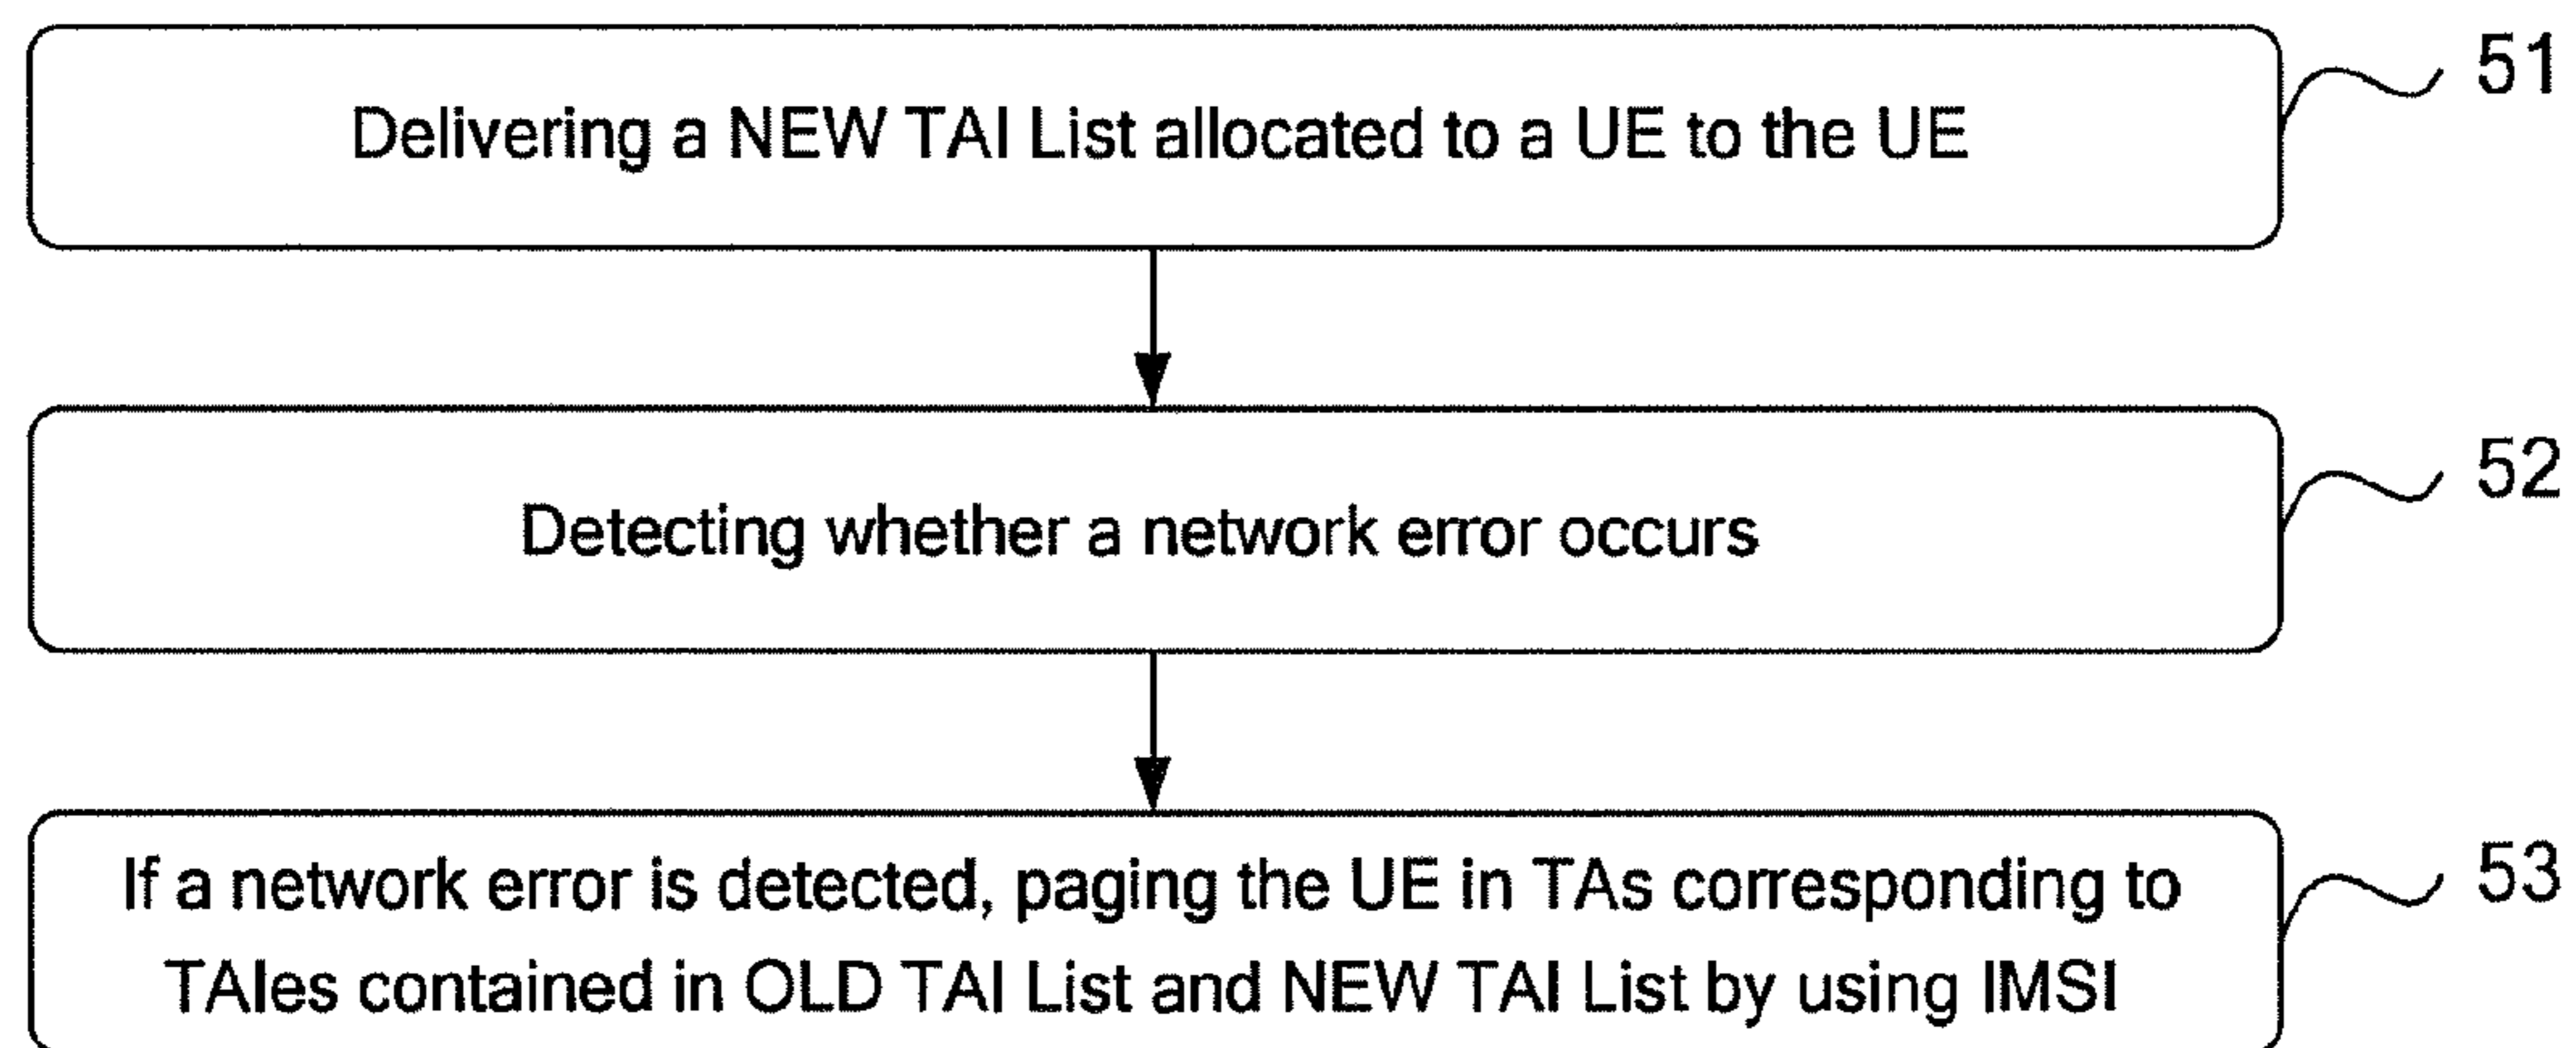 Delivering a NEW TAI List allocated to a UE to the UE
51
Detecting whether a network error occurs
52
If a network error is detected, paging the UE in TAs corresponding to
TAIes contained in OLD TAI List and NEW TAI List by using IMSI
53